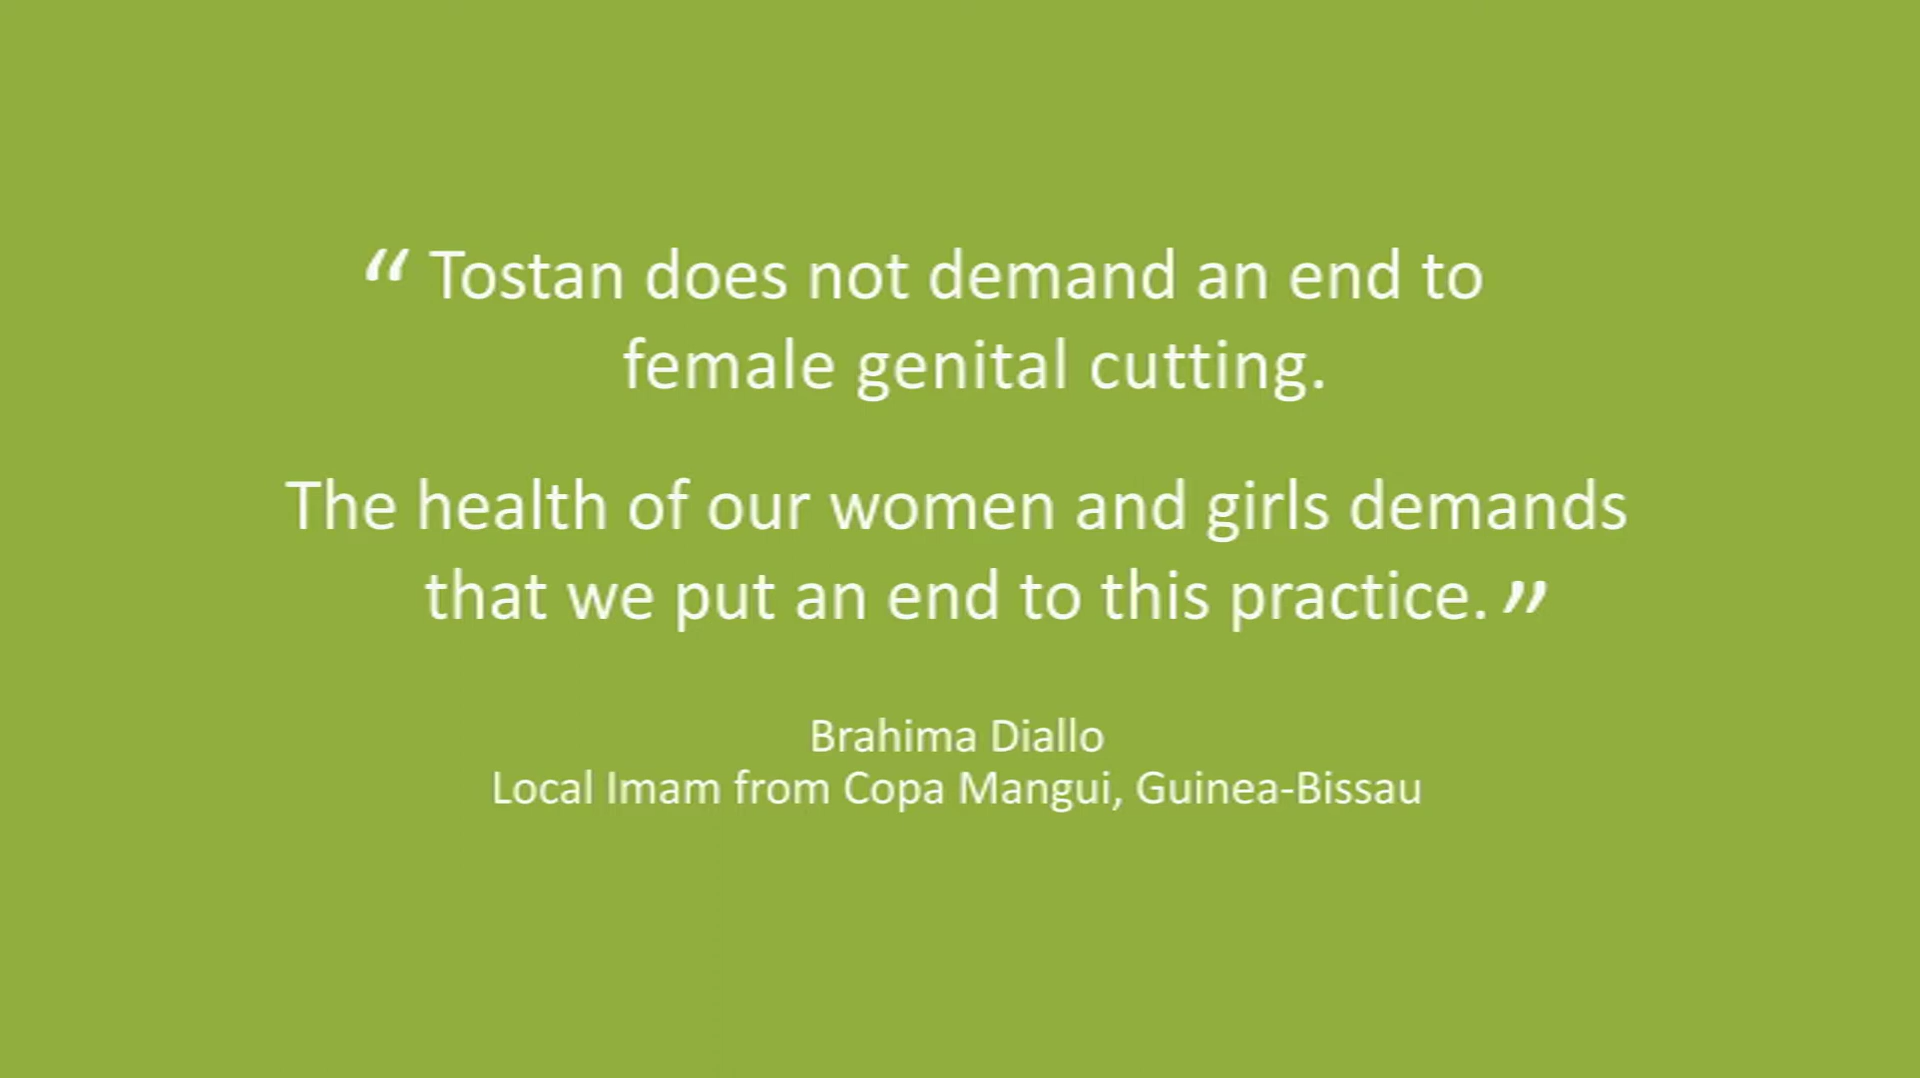 “ Tostan does not demand an end to
female genital cutting.
The health of our women and girls demands
that we put an end to this practice. ”
Brahima Diallo
Local Imam from Copa Mangui, Guinea-Bissau